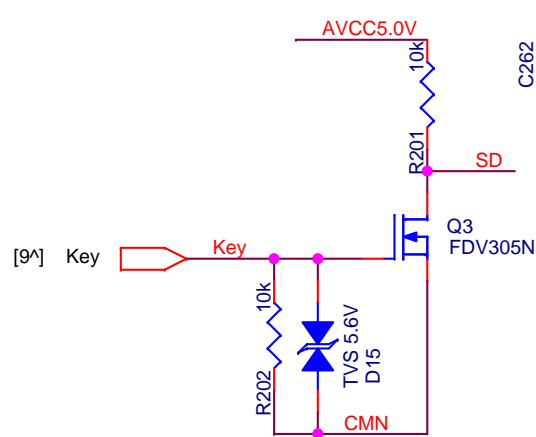 AVCC5.0V
10k
R201
C262
SD
Q3
FDV305N
[9^] Key
Key
10k
R202
TVS 5.6V
D15
CMN